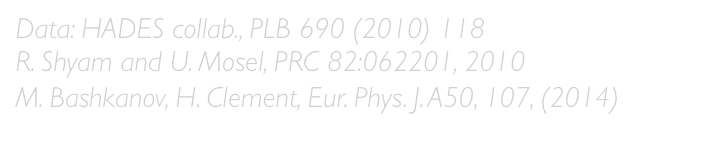 Data: HADES collab., PLB 690 (2010) 118
R. Shyam and U. Mosel, PRC 82:062201, 2010
M. Bashkanov, H. Clement, Eur. Phys. J. A50, 107, (2014)